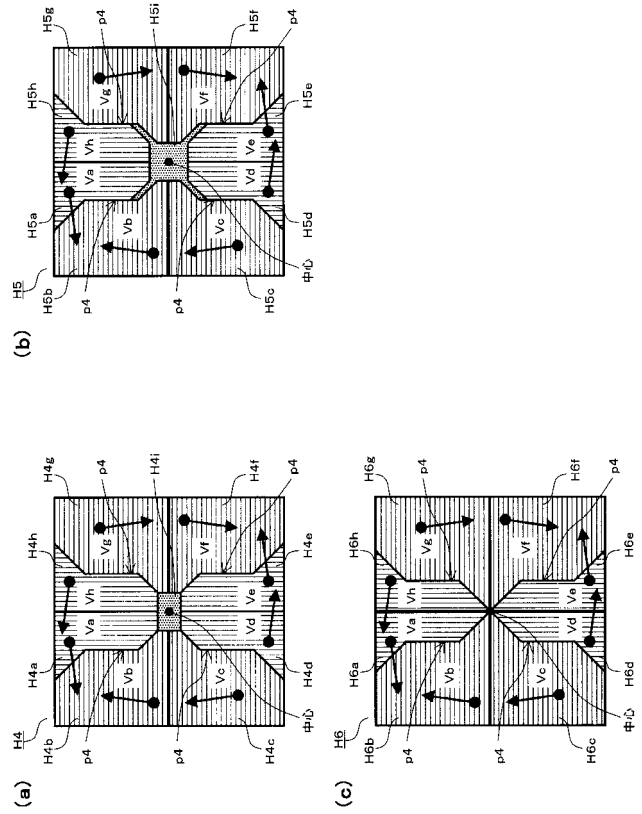 (a)
H4
H4b
H4a
H4h
H4g
p4
H4i
p4
Va
Vh
Vb
Vg
Vc
Vf
Vd
Ve
p4
p4
H4c
中心
H4d
H4e
H4f
(b)
H5
H5b
H5a
H5h
H5g
p4
H5i
p4
Va
Vh
Vb
Vg
Vc
Vf
Vd
Ve
p4
p4
H5c
中心
H5d
H5e
H5f
(c)
H6
H6b
H6a
H6h
H6g
p4
p4
Va
Vh
Vb
Vg
Vc
Vf
Vd
Ve
p4
p4
H6c
中心
H6d
H6e
H6f